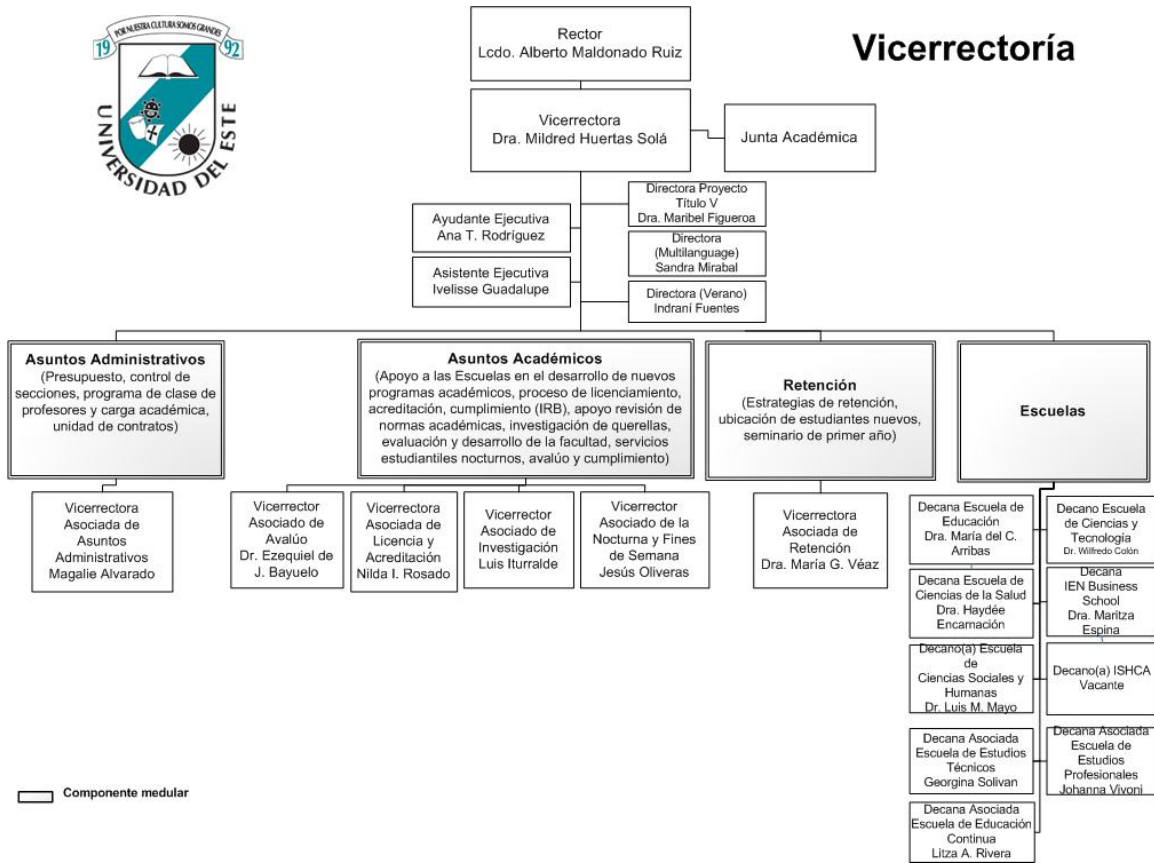 POR NUESTRA CULTURA SOMOS GRANDES
19 92
UNIVERSIDAD DEL ESTE
Vicerrectoría
Rector
Lcdo. Alberto Maldonado Ruiz
Vicerrectora
Dra. Mildred Huertas Solá
Junta Académica
Directora Proyecto
Título V
Dra. Maribel Figueroa
Ayudante Ejecutiva
Ana T. Rodríguez
Directora
(Multilanguage)
Sandra Mirabal
Asistente Ejecutiva
Ivelisse Guadalupe
Directora (Verano)
Indraní Fuentes
Asuntos Administrativos
(Presupuesto, control de
secciones, programa de clase de
profesores y carga académica,
unidad de contratos)
Asuntos Académicos
(Apoyo a las Escuelas en el desarrollo de nuevos
programas académicos, proceso de licenciamiento,
acreditación, cumplimiento (IRB), apoyo revisión de
normas académicas, investigación de querellas,
evaluación y desarrollo de la facultad, servicios
estudiantiles nocturnos, avalúo y cumplimiento)
Retención
(Estrategias de retención,
ubicación de estudiantes nuevos,
seminario de primer año)
Escuelas
Vicerrectora
Asociada de
Asuntos
Administrativos
Magalie Alvarado
Vicerrector
Asociado de
Avalúo
Dr. Ezequiel de
J. Bayuelo
Vicerrectora
Asociada de
Licencia y
Acreditación
Nilda I. Rosado
Vicerrector
Asociado de
Investigación
Luis Iturralde
Vicerrector
Asociado de la
Nocturna y Fines
de Semana
Jesús Oliveras
Vicerrectora
Asociada de
Retención
Dra. María G. Véaz
Decana Escuela de
Educación
Dra. María del C.
Arribas
Decano Escuela
de Ciencias y
Tecnología
Dr. Wilfredo Colón
Decana Escuela de
Ciencias de la Salud
Dra. Haydée
Encarnación
Decana
IEN Business
School
Dra. Maritza
Espina
Decano(a) Escuela
de
Ciencias Sociales y
Humanas
Dr. Luis M. Mayo
Decano(a) ISHCA
Vacante
Decana Asociada
Escuela de Estudios
Técnicos
Georgina Solivan
Decana Asociada
Escuela de
Estudios
Profesionales
Johanna Vivoni
Decana Asociada
Escuela de Educación
Continua
Litza A. Rivera
Componente medular